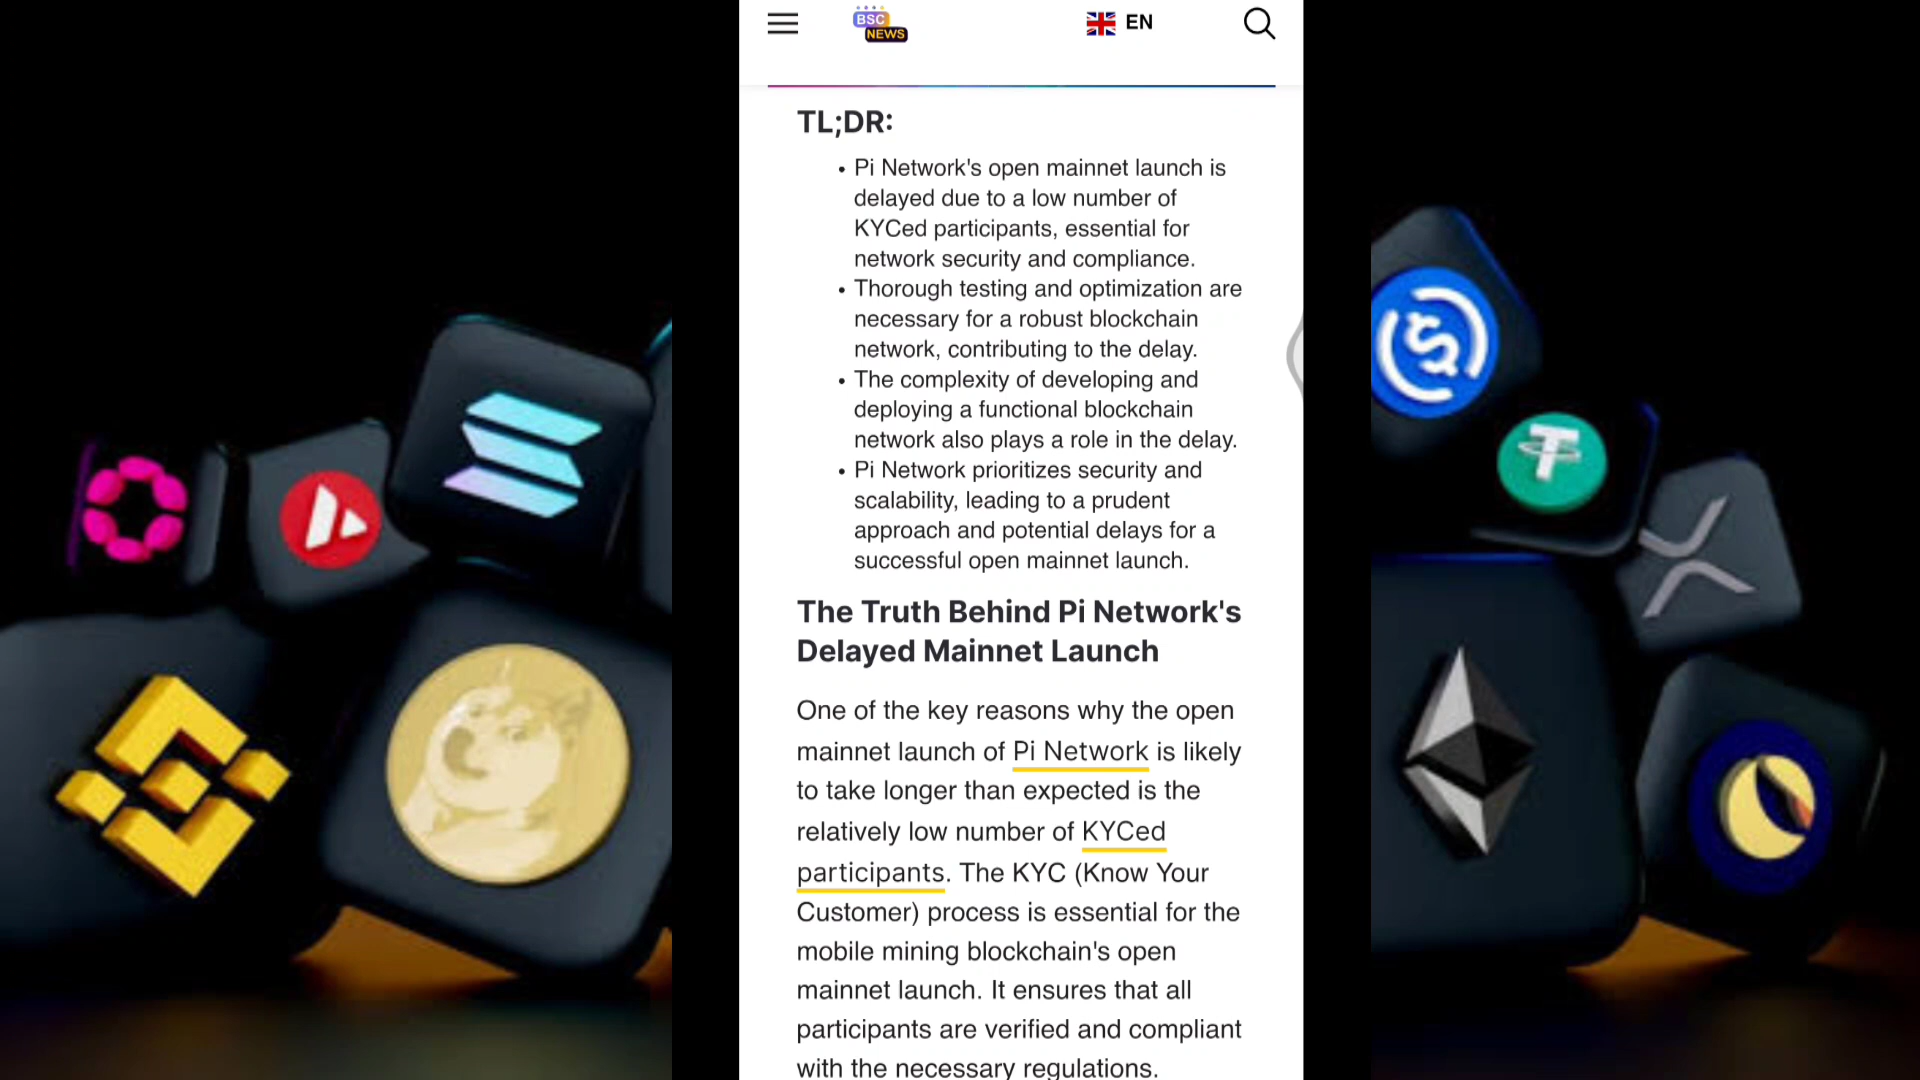 BSC
NEWS
EN
TL;DR:
• Pi Network's open mainnet launch is
delayed due to a low number of
KYCed participants, essential for
network security and compliance.
• Thorough testing and optimization are
necessary for a robust blockchain
network, contributing to the delay.
• The complexity of developing and
deploying a functional blockchain
network also plays a role in the delay.
• Pi Network prioritizes security and
scalability, leading to a prudent
approach and potential delays for a
successful open mainnet launch.
The Truth Behind Pi Network's
Delayed Mainnet Launch
One of the key reasons why the open
mainnet launch of Pi Network is likely
to take longer than expected is the
relatively low number of KYCed
participants. The KYC (Know Your
Customer) process is essential for the
mobile mining blockchain's open
mainnet launch. It ensures that all
participants are verified and compliant
with the necessary regulations.